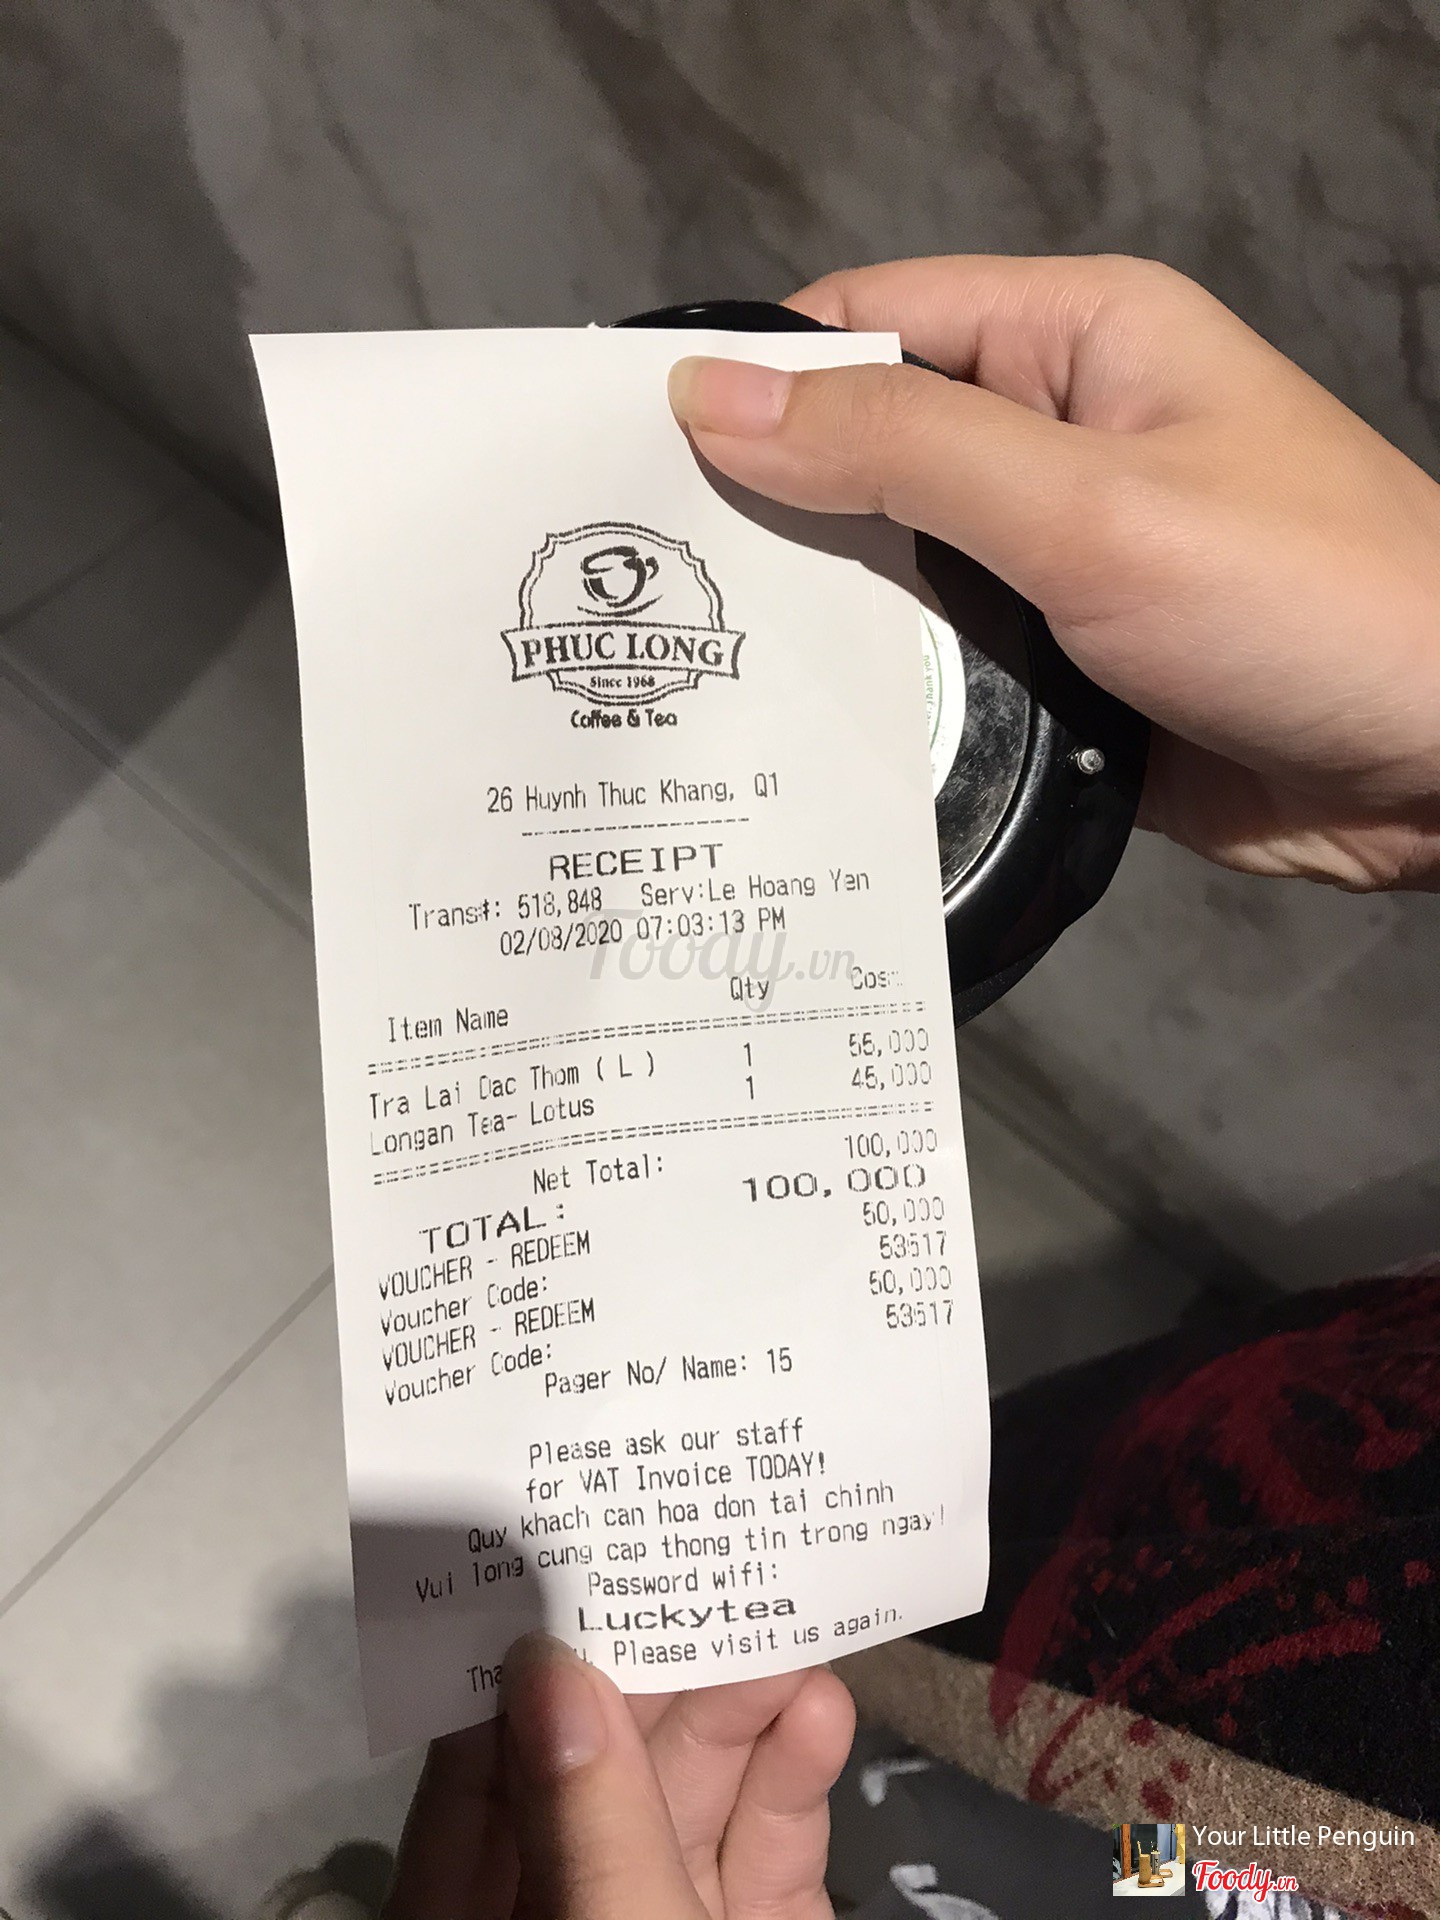 PHUC LONG
Since 1968
Coffee & Tea
26 Huynh Thuc Khang, Q1
RECEIPT
Trans#: 518,848 Serv:Le Hoang Yen
02/08/2020 07:03:13 PM
Foody.vn
Item Name Qty Cos
Tra Lai Dac Thom ( L ) 1 55,000
Longan Tea- Lotus 1 45,000
Net Total: 100,000
TOTAL: 100,000
VOUCHER - REDEEM 50,000
Voucher Code: 53517
VOUCHER - REDEEM 50,000
Voucher Code: 53517
Pager No/ Name: 15
Please ask our staff
for VAT Invoice TODAY!
Quy khach can hoa don tai chinh
Vui long cung cap thong tin trong ngay!
Password wifi:
Luckytea
Please visit us again.
Thank you
Your Little Penguin
Foody.vn